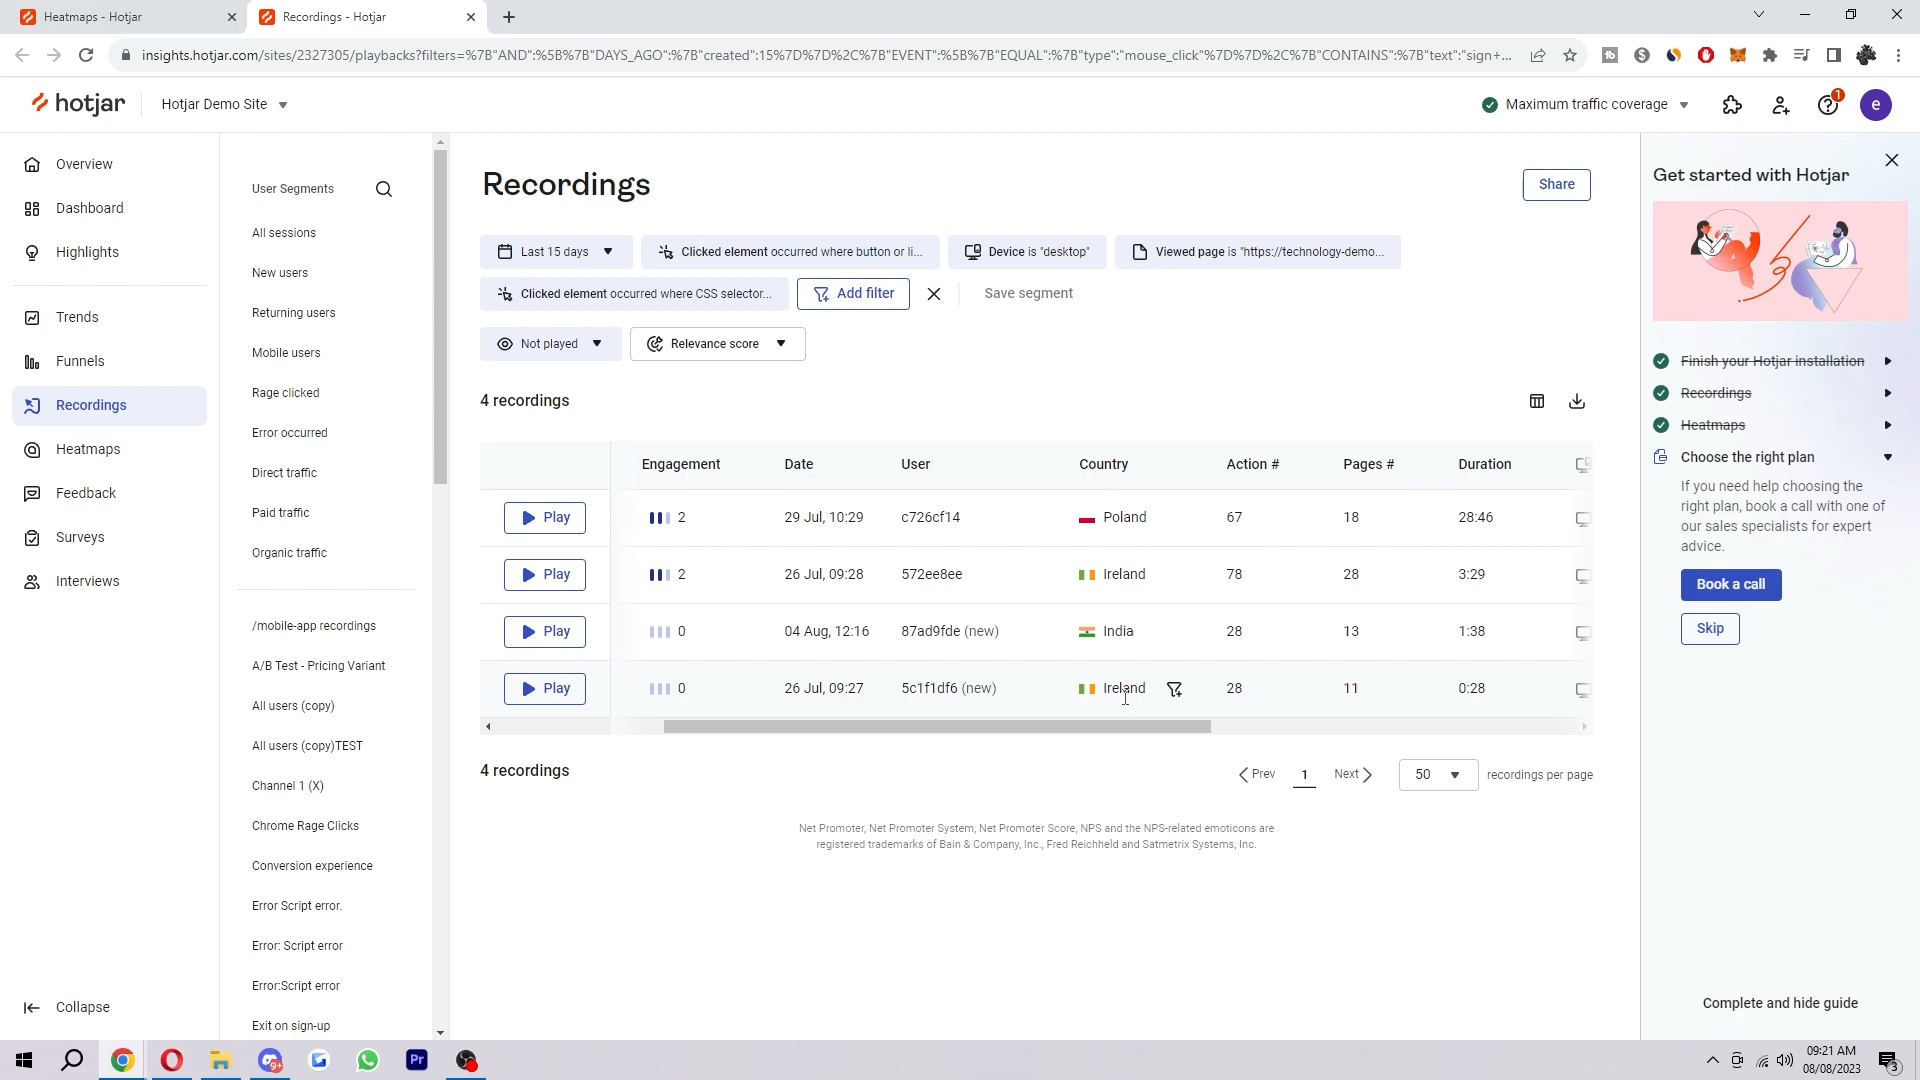 Heatmaps - Hotjar
Recordings - Hotjar
insights.hotjar.com/sites/2327305/playbacks?filters=%7B"AND":%5B%7B"DAYS_AGO":%7B"created":15%7D%7D%2C%7B"EVENT":%5B%7B"EQUAL":%7B"type":"mouse_click"%7D%7D%2C%7B"CONTAINS":%7B"text":"sign+...
hotjar
Hotjar Demo Site
Maximum traffic coverage
1
e
Overview
Dashboard
Highlights
Trends
Funnels
Recordings
Heatmaps
Feedback
Surveys
Interviews
Collapse
User Segments
All sessions
New users
Returning users
Mobile users
Rage clicked
Error occurred
Direct traffic
Paid traffic
Organic traffic
/mobile-app recordings
A/B Test - Pricing Variant
All users (copy)
All users (copy)TEST
Channel 1 (X)
Chrome Rage Clicks
Conversion experience
Error Script error.
Error: Script error
Error:Script error
Exit on sign-up
Recordings
Share
Last 15 days
Clicked element occurred where button or li...
Device is "desktop"
Viewed page is "https://technology-demo...
Clicked element occurred where CSS selector...
Add filter
Save segment
Not played
Relevance score
4 recordings
Engagement Date User Country Action # Pages # Duration
Play 2 29 Jul, 10:29 c726cf14 Poland 67 18 28:46
Play 2 26 Jul, 09:28 572ee8ee Ireland 78 28 3:29
Play 0 04 Aug, 12:16 87ad9fde (new) India 28 13 1:38
Play 0 26 Jul, 09:27 5c1f1df6 (new) Ireland 28 11 0:28
4 recordings
Prev 1 Next 50 recordings per page
Net Promoter, Net Promoter System, Net Promoter Score, NPS and the NPS-related emoticons are
registered trademarks of Bain & Company, Inc., Fred Reichheld and Satmetrix Systems, Inc.
Get started with Hotjar
Finish your Hotjar installation
Recordings
Heatmaps
Choose the right plan
If you need help choosing the
right plan, book a call with one of
our sales specialists for expert
advice.
Book a call
Skip
Complete and hide guide
9+
Pr
09:21 AM
08/08/2023
3